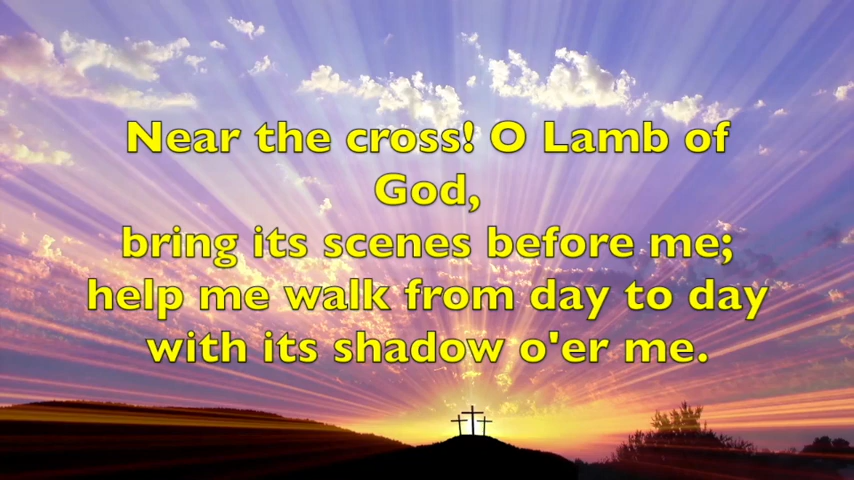 Near the cross! O Lamb of
God,
bring its scenes before me;
help me walk from day to day
with its shadow o'er me.